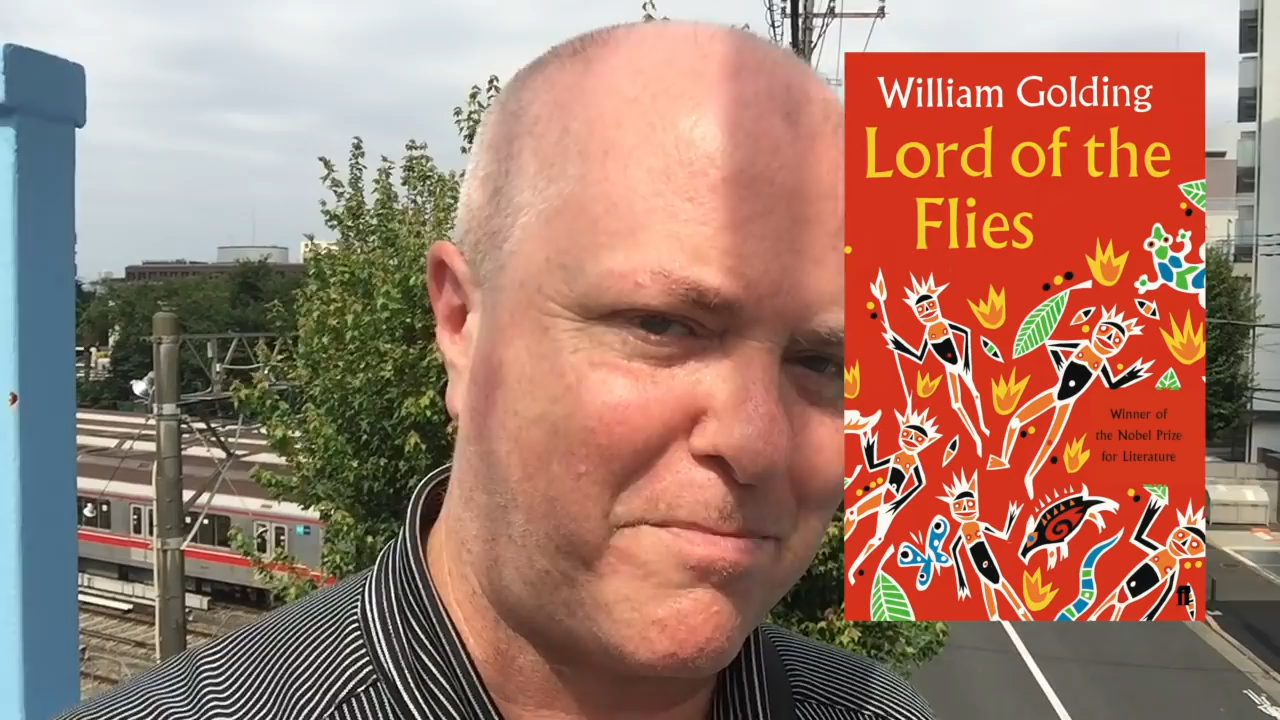 William Golding
Lord of the
Flies
Winner of
the Nobel Prize
for Literature
ff